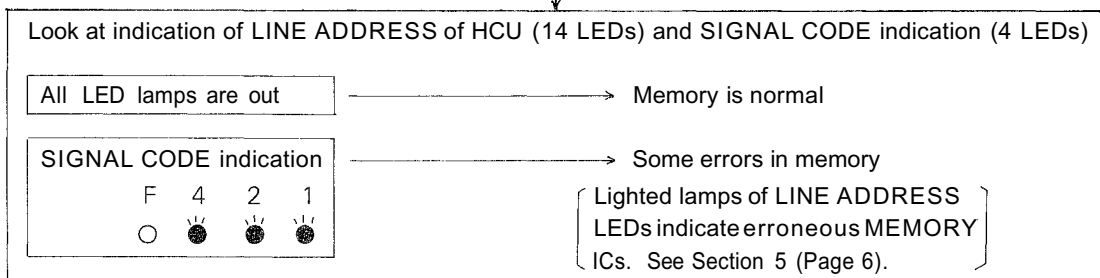 Look at indication of LINE ADDRESS of HCU (14 LEDs) and SIGNAL CODE indication (4 LEDs)
All LED lamps are out
Memory is normal
SIGNAL CODE indication
Some errors in memory
F 4 2 1
Lighted lamps of LINE ADDRESS
LEDs indicate erroneous MEMORY
ICs. See Section 5 (Page 6).